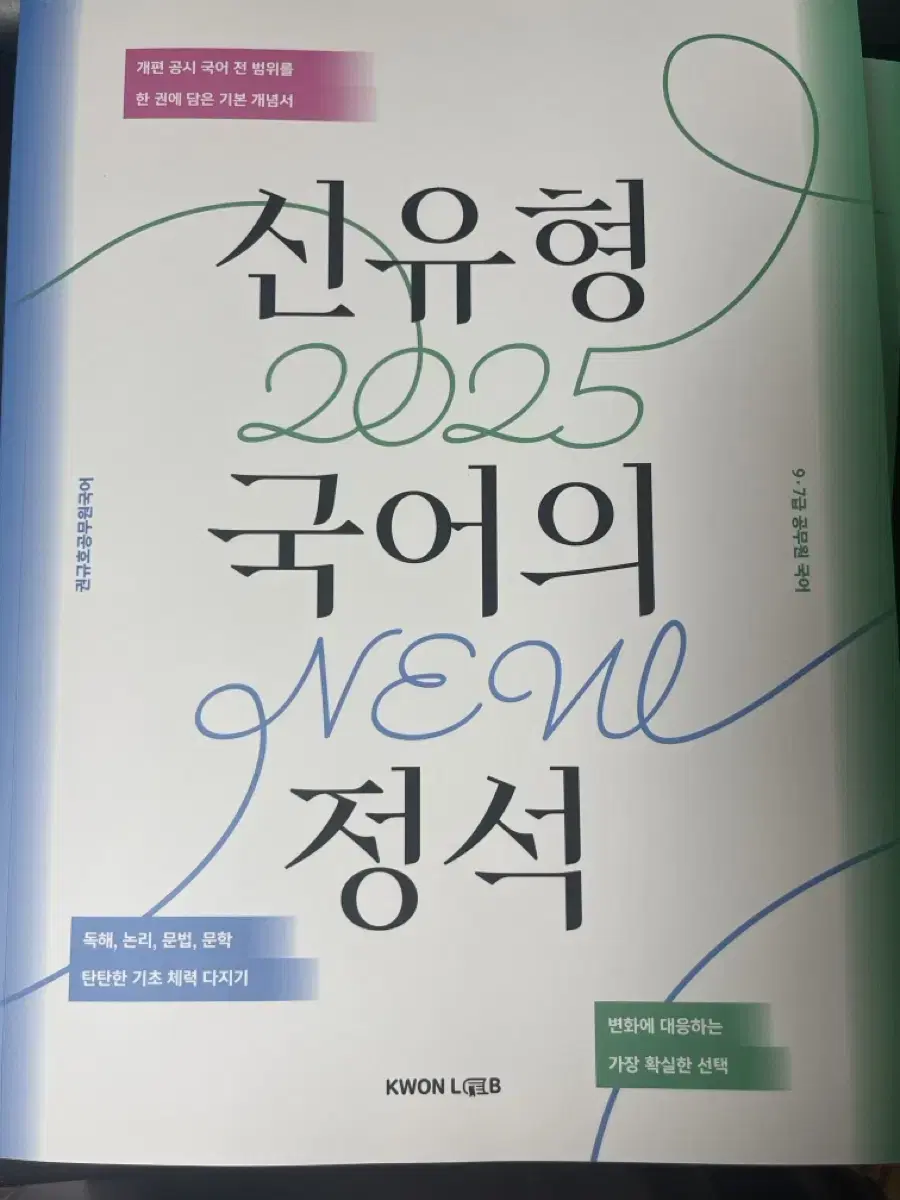 개편 공시 국어 전 범위를
한 권에 담은 기본 개념서
신유형
2025
국어의
NEW
정석
권규호공무원국어
9·7급 공무원 국어
독해, 논리, 문법, 문학
탄탄한 기초 체력 다지기
변화에 대응하는
가장 확실한 선택
KWON LAB